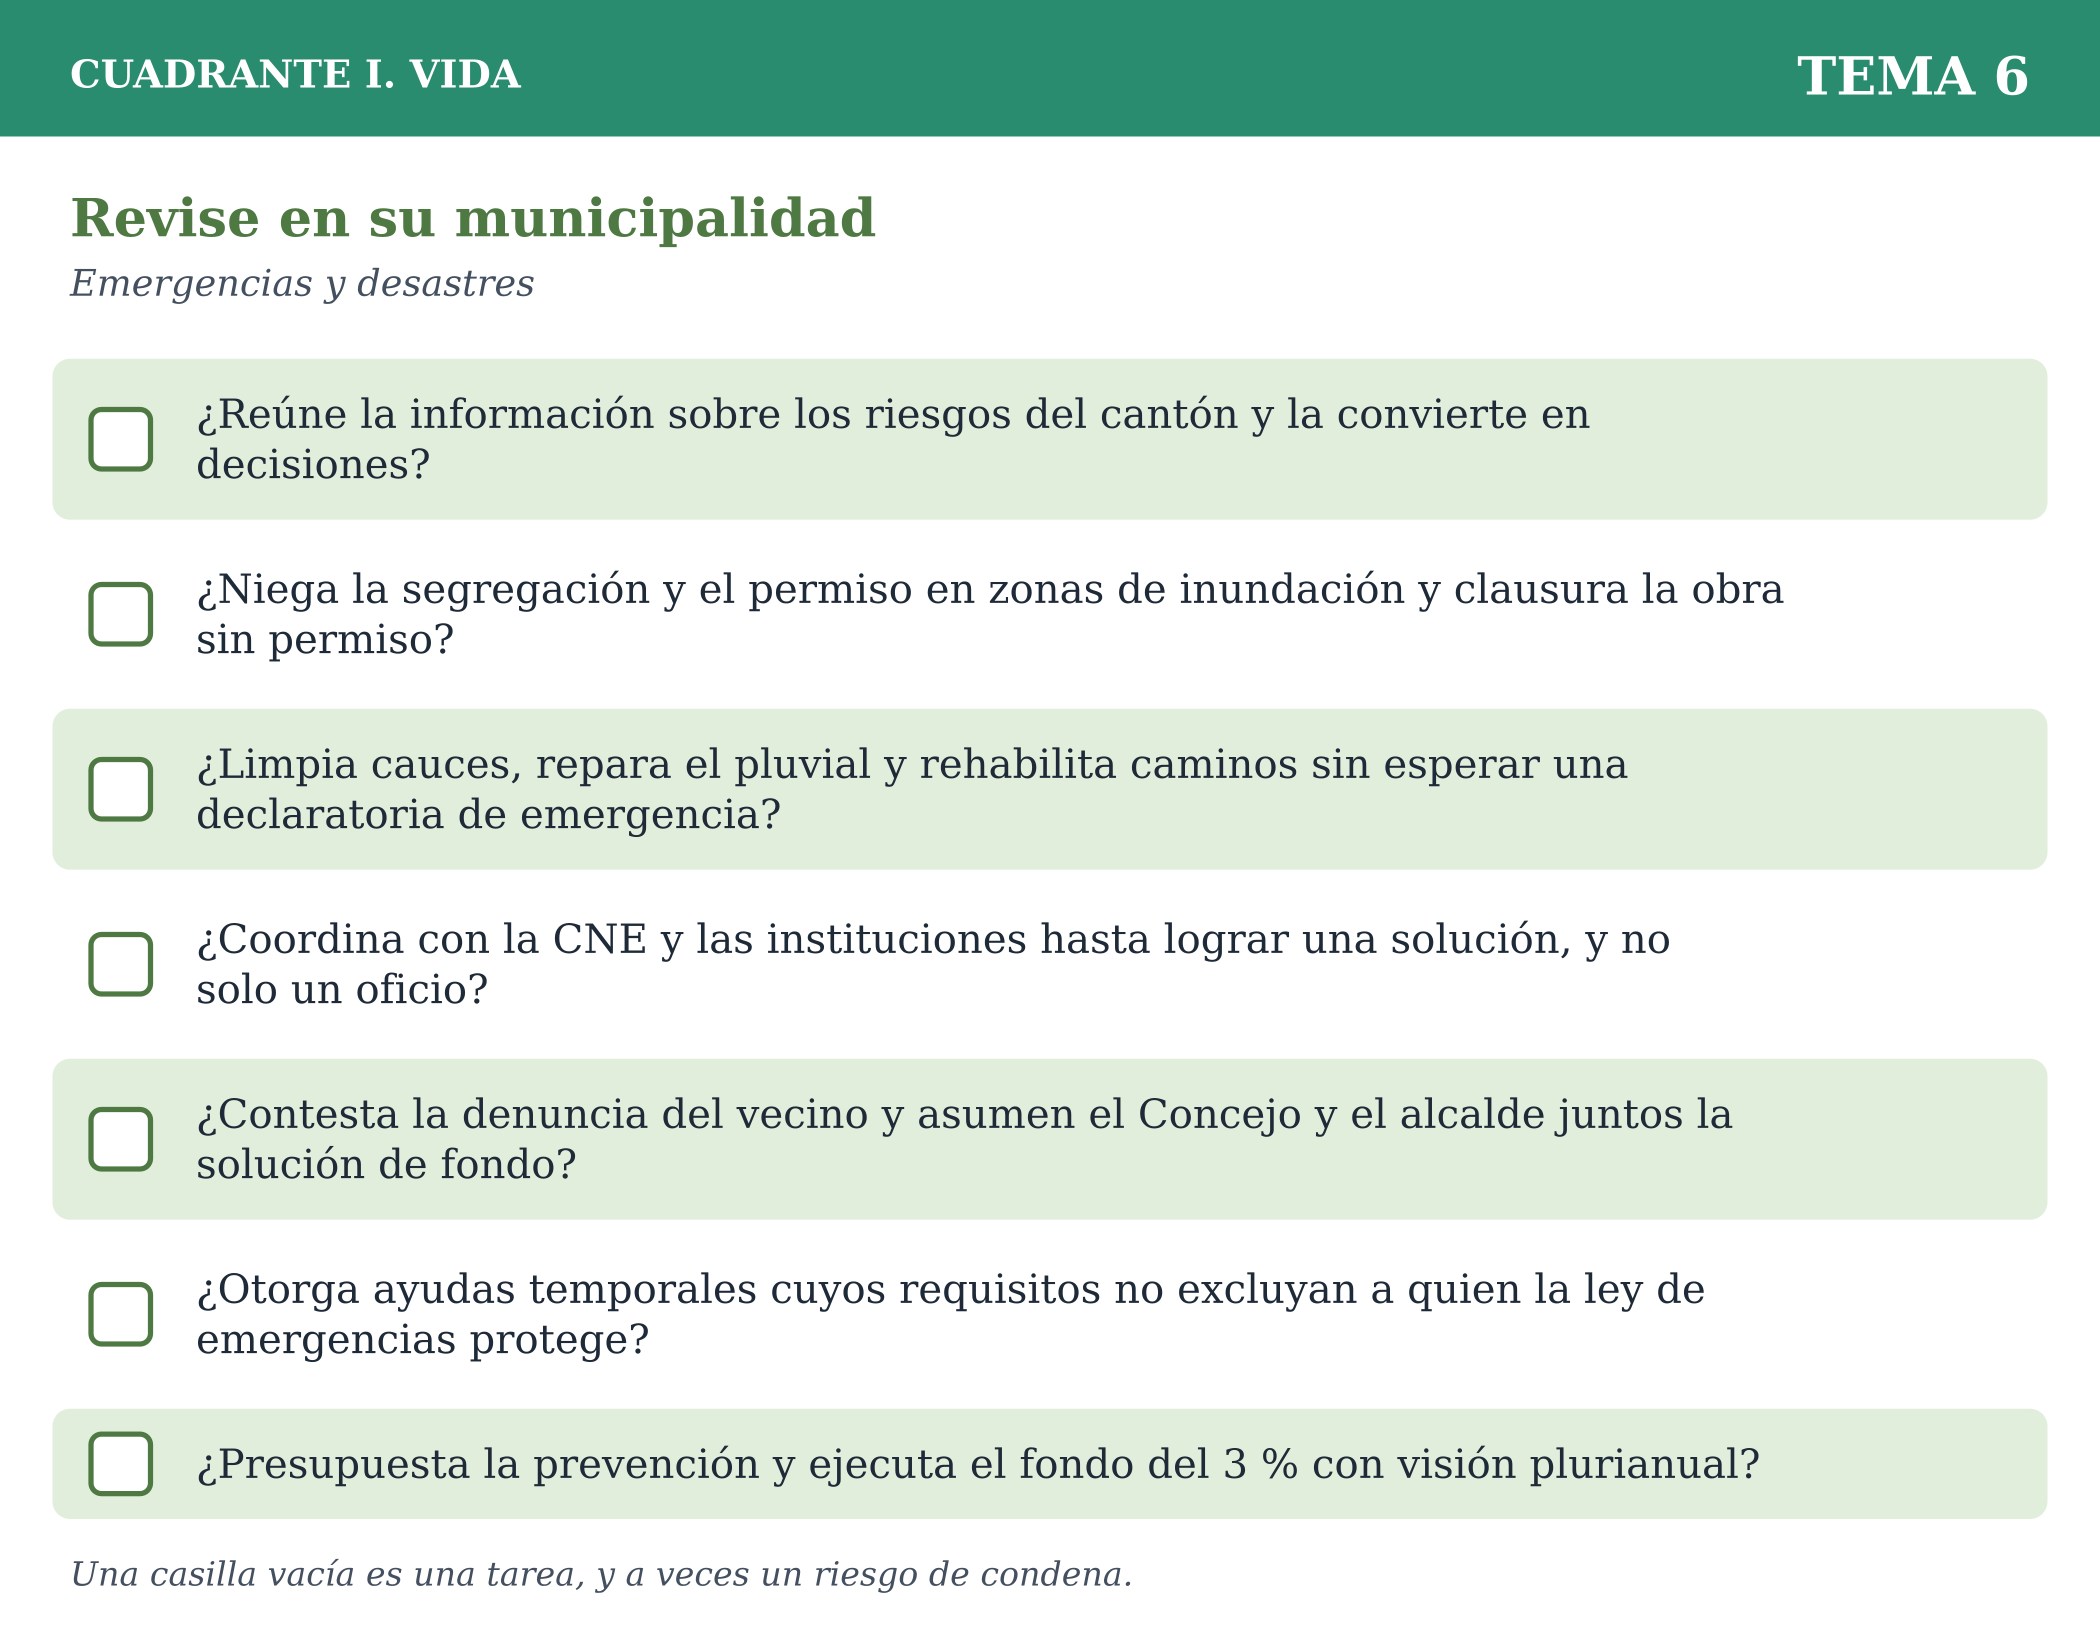 CUADRANTE I. VIDA
TEMA 6
Revise en su municipalidad
Emergencias y desastres
¿Reúne la información sobre los riesgos del cantón y la convierte en
decisiones?
¿Niega la segregación y el permiso en zonas de inundación y clausura la obra
sin permiso?
¿Limpia cauces, repara el pluvial y rehabilita caminos sin esperar una
declaratoria de emergencia?
¿Coordina con la CNE y las instituciones hasta lograr una solución, y no
solo un oficio?
¿Contesta la denuncia del vecino y asumen el Concejo y el alcalde juntos la
solución de fondo?
¿Otorga ayudas temporales cuyos requisitos no excluyan a quien la ley de
emergencias protege?
¿Presupuesta la prevención y ejecuta el fondo del 3 % con visión plurianual?
Una casilla vacía es una tarea, y a veces un riesgo de condena.